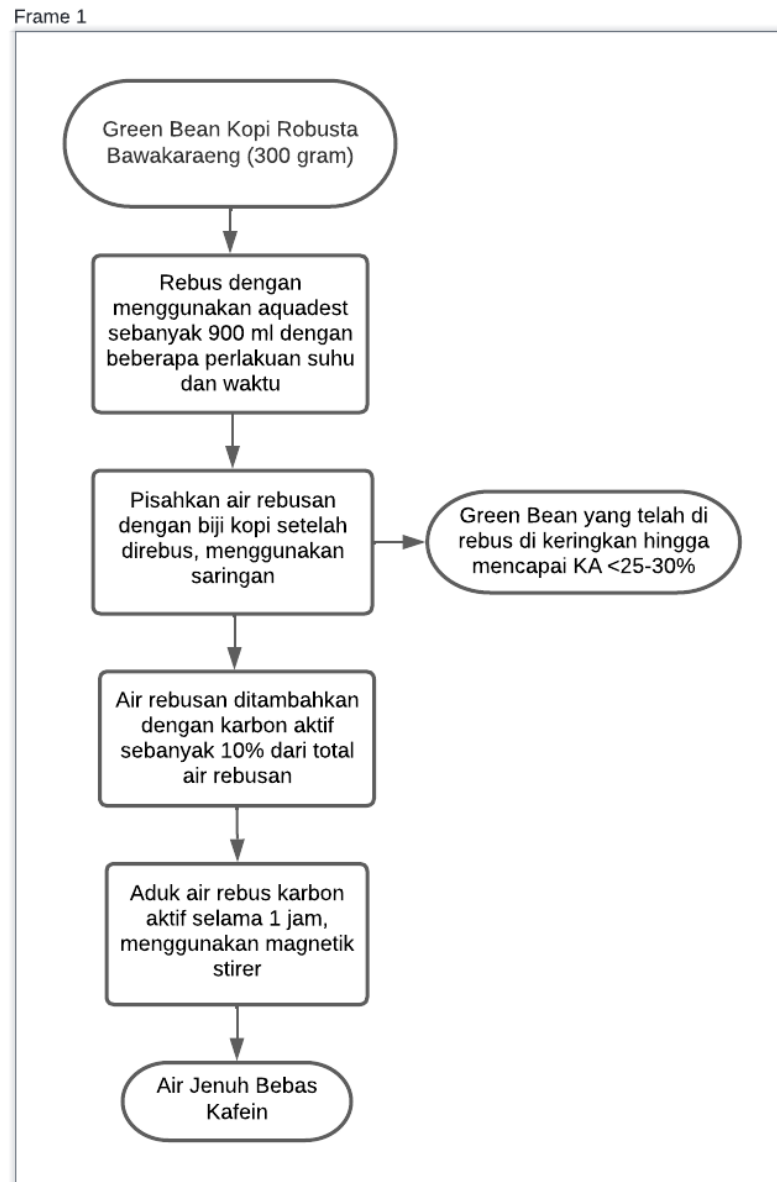 Frame 1
Green Bean Kopi Robusta
Bawakaraeng (300 gram)
Rebus dengan
menggunakan aquadest
sebanyak 900 ml dengan
beberapa perlakuan suhu
dan waktu
Pisahkan air rebusan
dengan biji kopi setelah
direbus, menggunakan
saringan
Green Bean yang telah di
rebus di keringkan hingga
mencapai KA <25-30%
Air rebusan ditambahkan
dengan karbon aktif
sebanyak 10% dari total
air rebusan
Aduk air rebus karbon
aktif selama 1 jam,
menggunakan magnetik
stirer
Air Jenuh Bebas
Kafein